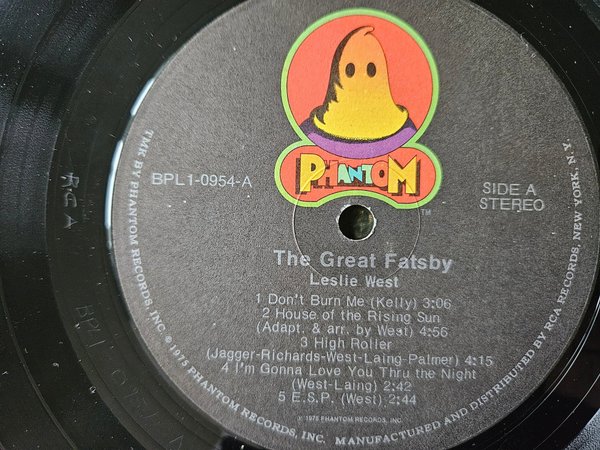 PHANTOM
TM
BPL1-0954-A
SIDE A
STEREO
The Great Fatsby
Leslie West
1 Don't Burn Me (Kelly) 3:06
2 House of the Rising Sun
(Adapt. & arr. by West) 4:56
3 High Roller
(Jagger-Richards-West-Laing-Palmer) 4:15
4 I'm Gonna Love You Thru the Night
(West-Laing) 2:42
5 E.S.P. (West) 2:44
℗ 1975 PHANTOM RECORDS, INC.
TMK BY PHANTOM RECORDS, INC. © 1975 PHANTOM RECORDS, INC. MANUFACTURED AND DISTRIBUTED BY RCA RECORDS, NEW YORK, N.Y.
RCA